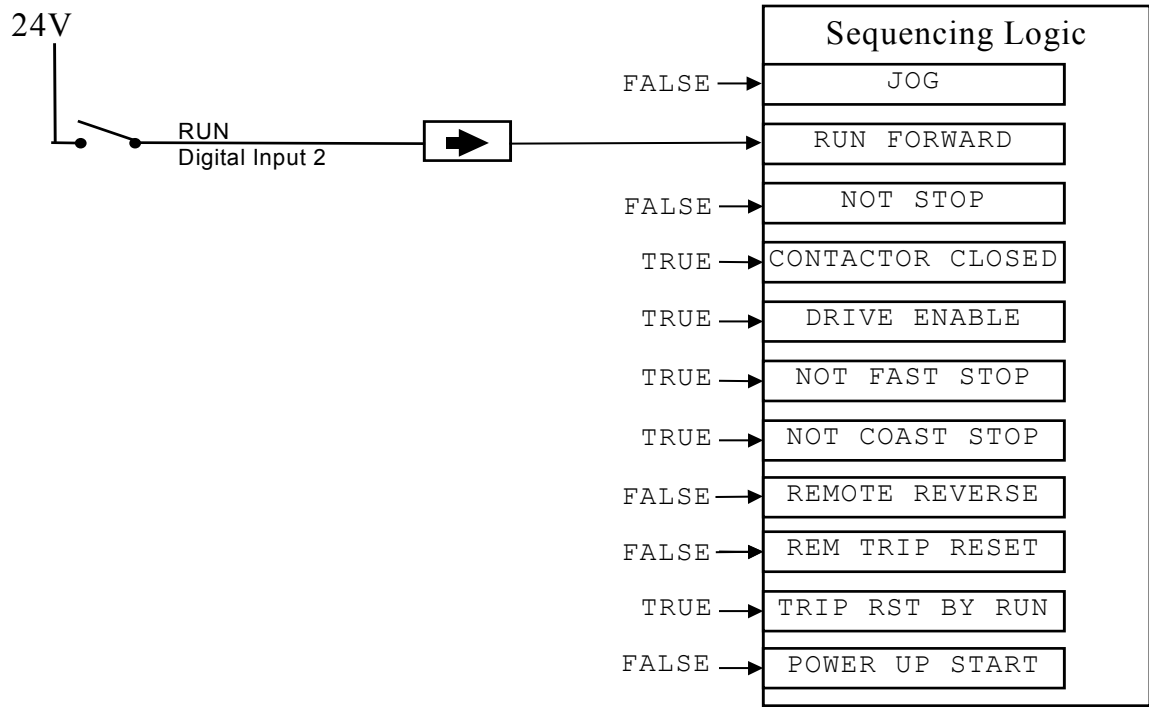 24V
Sequencing Logic
FALSE JOG
RUN
Digital Input 2
RUN FORWARD
FALSE NOT STOP
TRUE CONTACTOR CLOSED
TRUE DRIVE ENABLE
TRUE NOT FAST STOP
TRUE NOT COAST STOP
FALSE REMOTE REVERSE
FALSE REM TRIP RESET
TRUE TRIP RST BY RUN
FALSE POWER UP START